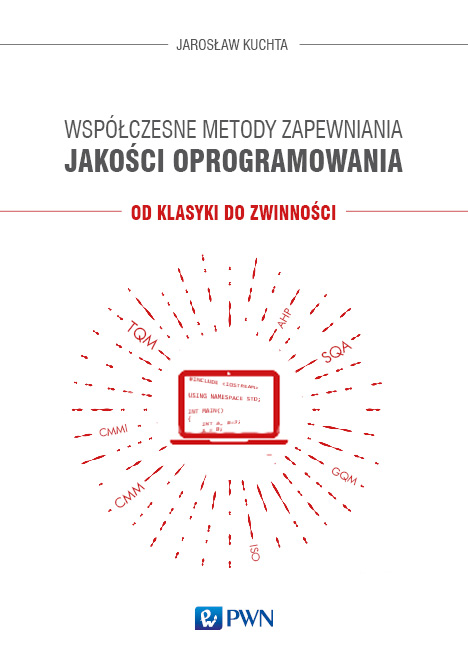 JAROSŁAW KUCHTA
WSPÓŁCZESNE METODY ZAPEWNIANIA
JAKOŚCI OPROGRAMOWANIA
OD KLASYKI DO ZWINNOŚCI
AHP
TQM
SQA
#INCLUDE <IOSTREAM>
USING NAMESPACE STD;
INT MAIN()
{
CMMI
GQM
CMM
ISO
PWN